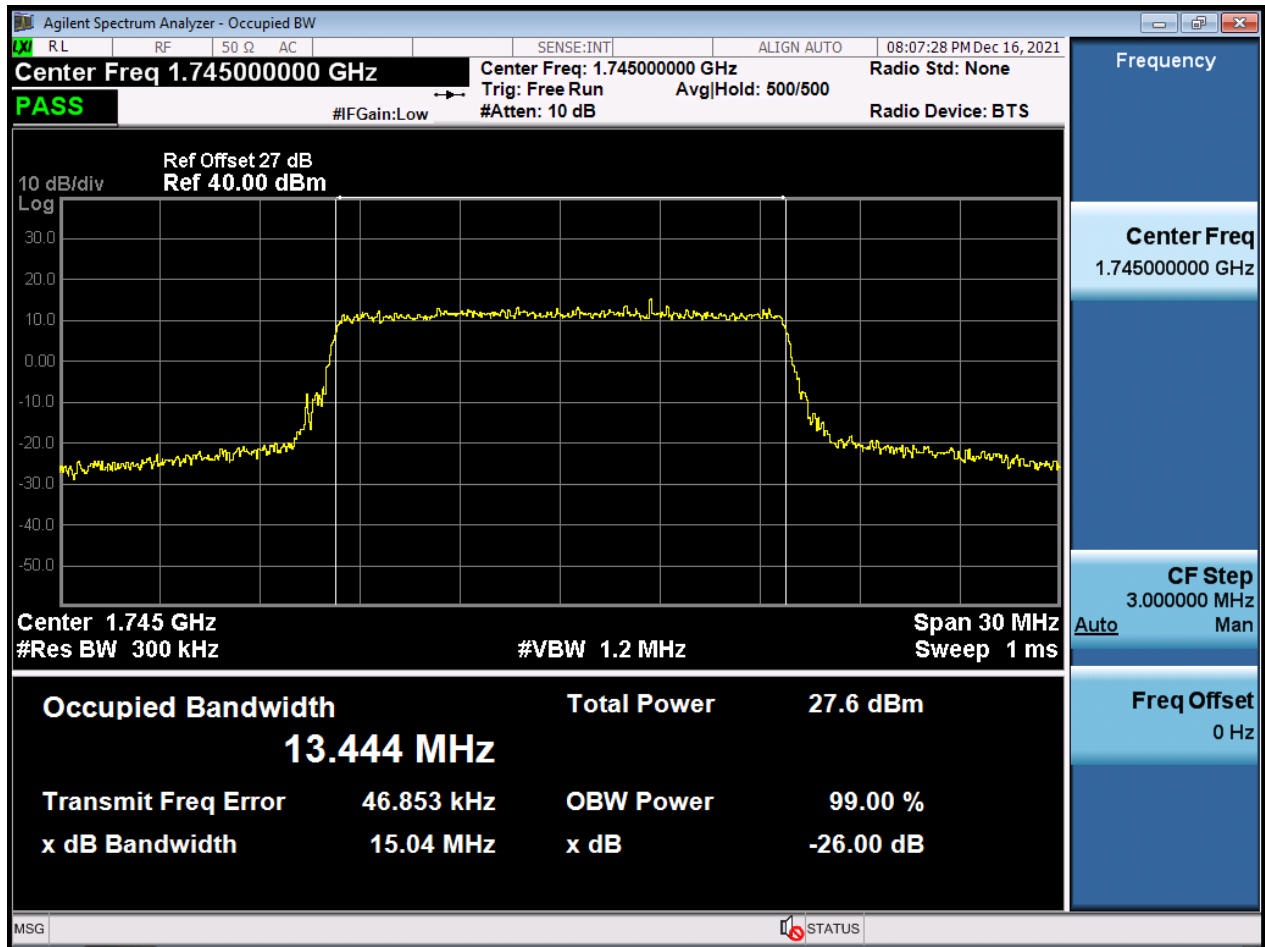 Agilent Spectrum Analyzer - Occupied BW
LXI RL RF 50 Ω AC SENSE:INT ALIGN AUTO 08:07:28 PM Dec 16, 2021
Center Freq 1.745000000 GHz
PASS
#IFGain:Low
Center Freq: 1.745000000 GHz
Trig: Free Run Avg|Hold: 500/500
#Atten: 10 dB
Radio Std: None
Radio Device: BTS
Ref Offset 27 dB
10 dB/div Ref 40.00 dBm
Log
30.0
20.0
10.0
0.00
-10.0
-20.0
-30.0
-40.0
-50.0
Center 1.745 GHz Span 30 MHz
#Res BW 300 kHz #VBW 1.2 MHz Sweep 1 ms
Occupied Bandwidth Total Power 27.6 dBm
13.444 MHz
Transmit Freq Error 46.853 kHz OBW Power 99.00 %
x dB Bandwidth 15.04 MHz x dB -26.00 dB
Frequency
Center Freq
1.745000000 GHz
CF Step
3.000000 MHz
Auto Man
Freq Offset
0 Hz
MSG STATUS